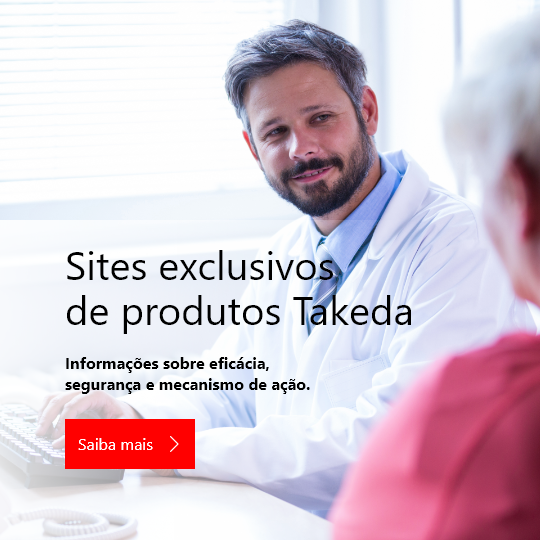 Sites exclusivos
de produtos Takeda
Informações sobre eficácia,
segurança e mecanismo de ação.
Saiba mais